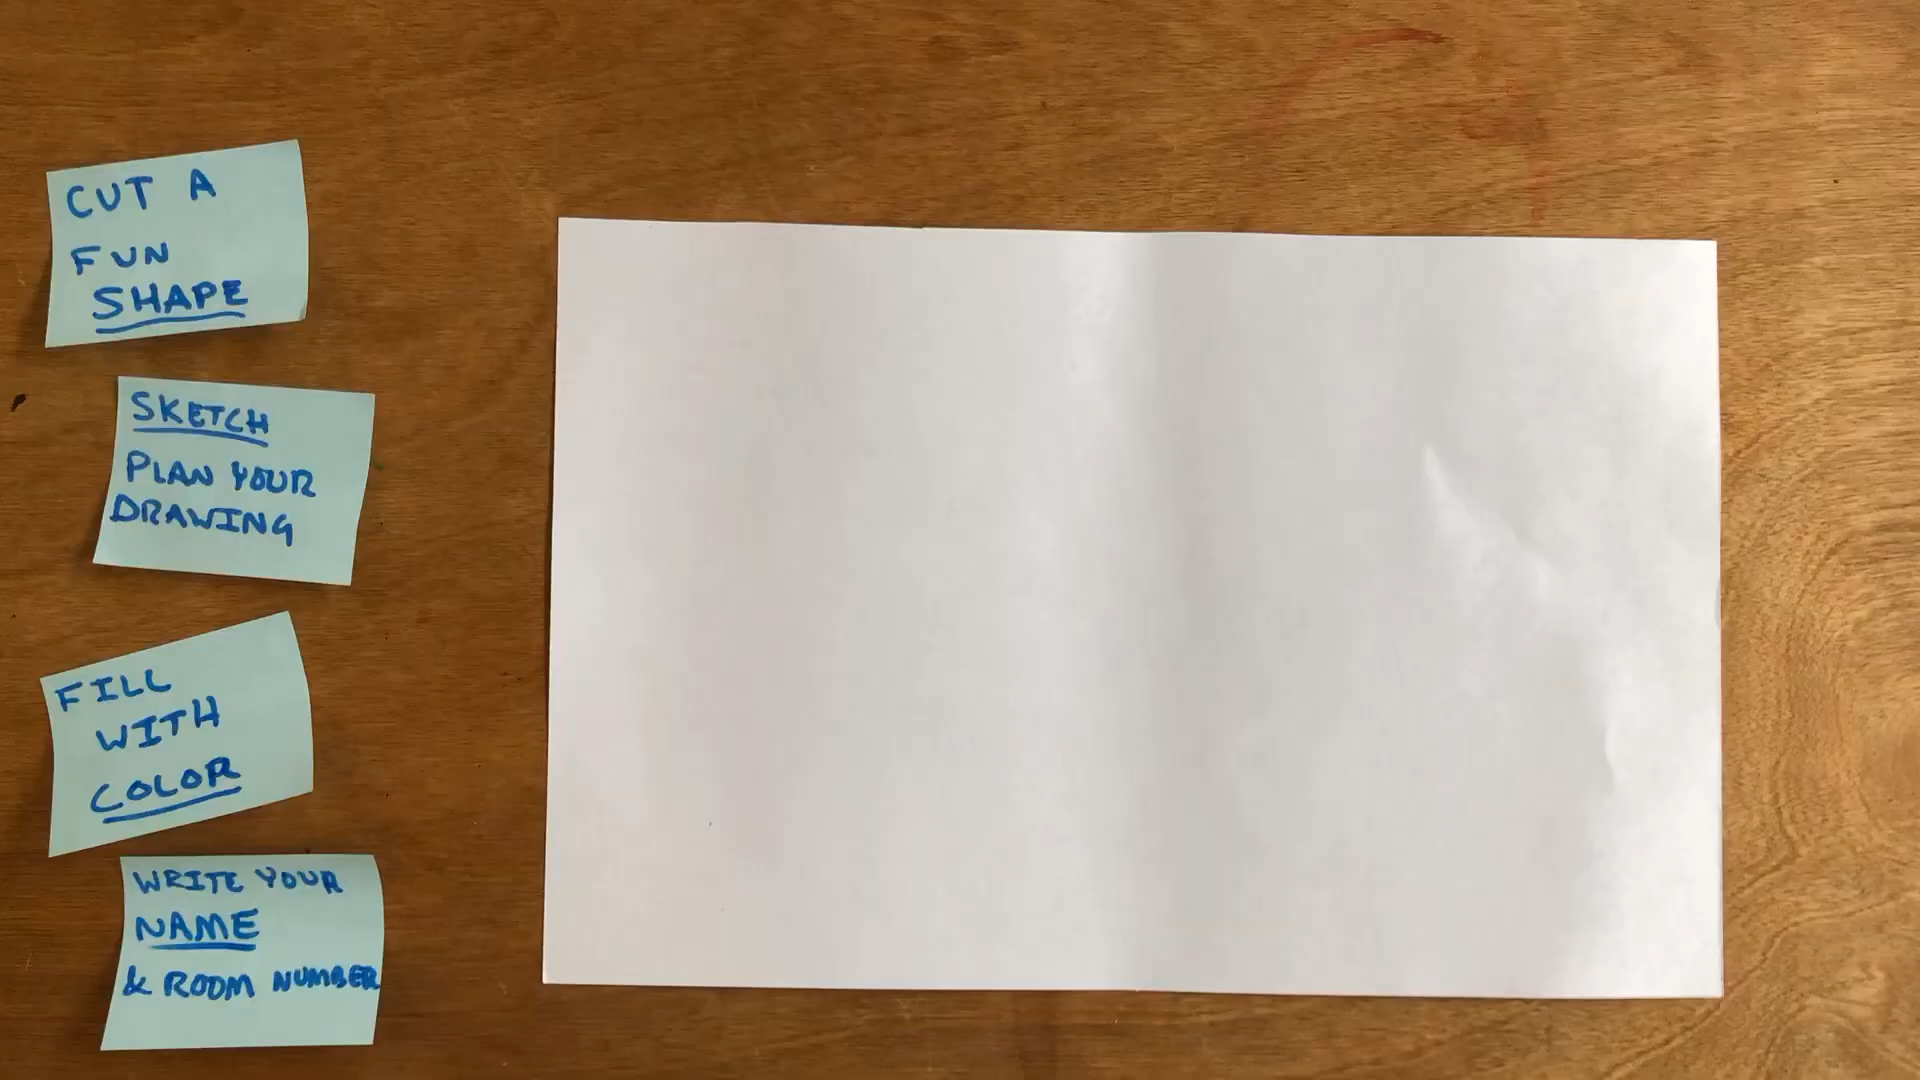 CUT A
FUN
SHAPE
SKETCH
PLAN YOUR
DRAWING
FILL
WITH
COLOR
WRITE YOUR
NAME
& ROOM NUMBER